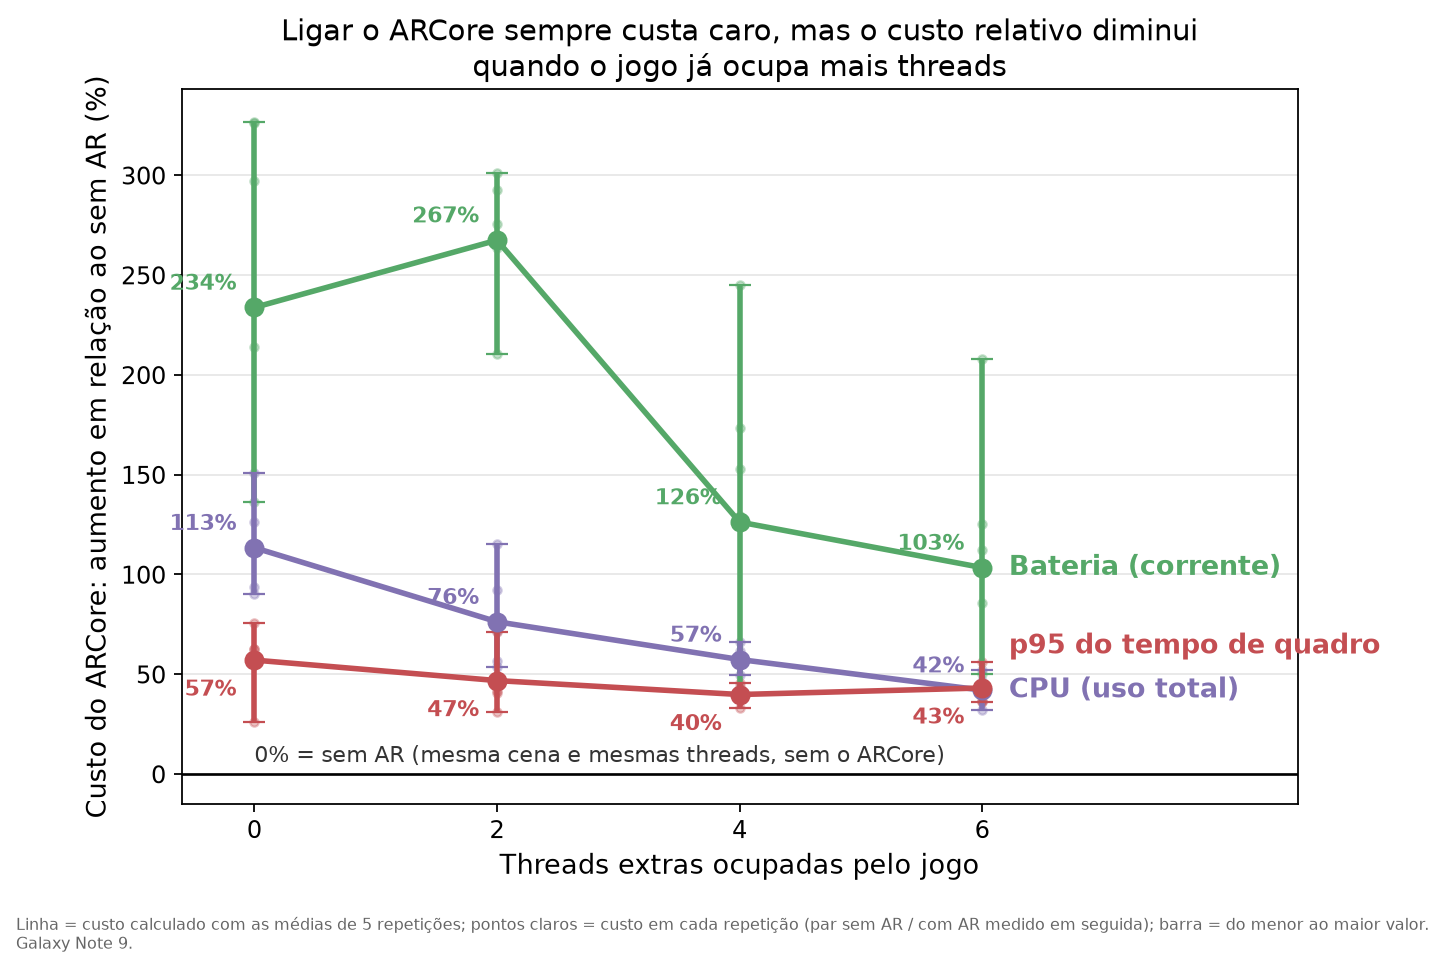 Ligar o ARCore sempre custa caro, mas o custo relativo diminui
quando o jogo já ocupa mais threads
Custo do ARCore: aumento em relação ao sem AR (%)
300
250
200
150
100
50
0
234%
267%
126%
103%
113%
76%
57%
42%
57%
47%
40%
43%
Bateria (corrente)
p95 do tempo de quadro
CPU (uso total)
0% = sem AR (mesma cena e mesmas threads, sem o ARCore)
0
2
4
6
Threads extras ocupadas pelo jogo
Linha = custo calculado com as médias de 5 repetições; pontos claros = custo em cada repetição (par sem AR / com AR medido em seguida); barra = do menor ao maior valor.
Galaxy Note 9.